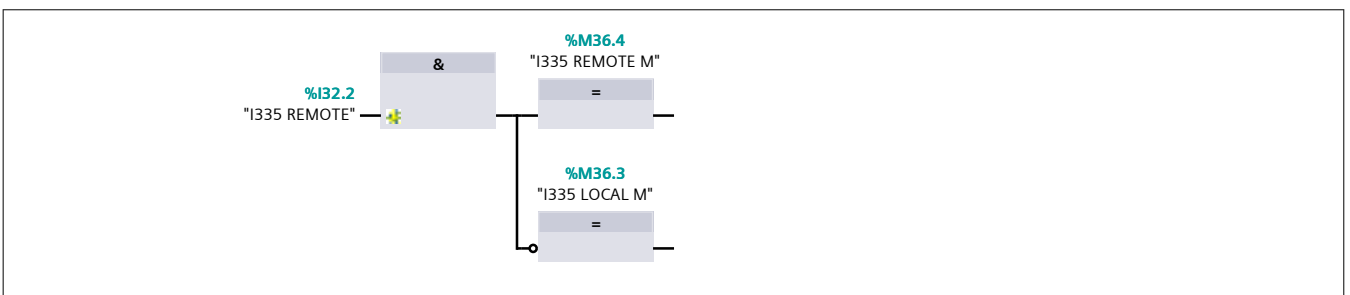 %M36.4
"I335 REMOTE M"
&
=
%I32.2
"I335 REMOTE"
%M36.3
"I335 LOCAL M"
=